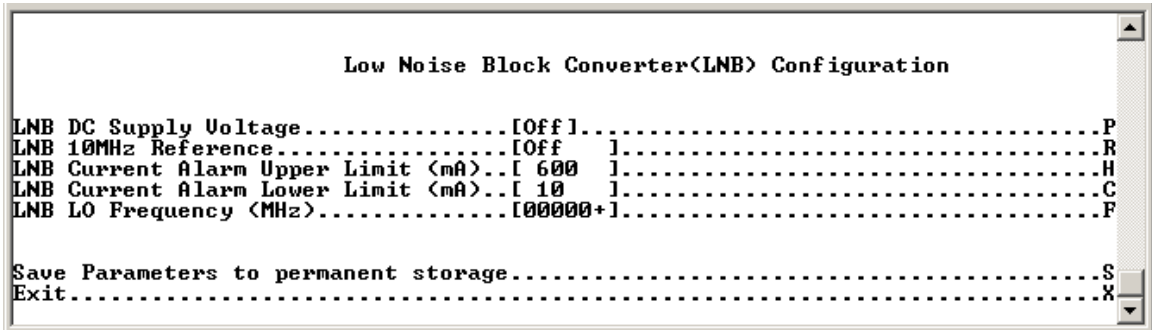 Low Noise Block Converter(LNB) Configuration
LNB DC Supply Voltage...............[Off]......................................P
LNB 10MHz Reference.................[Off    ]...................................R
LNB Current Alarm Upper Limit (mA)..[ 600   ]...................................H
LNB Current Alarm Lower Limit (mA)..[ 10    ]...................................C
LNB LO Frequency (MHz)..............[00000+]...................................F
Save Parameters to permanent storage...........................................S
Exit...........................................................................X